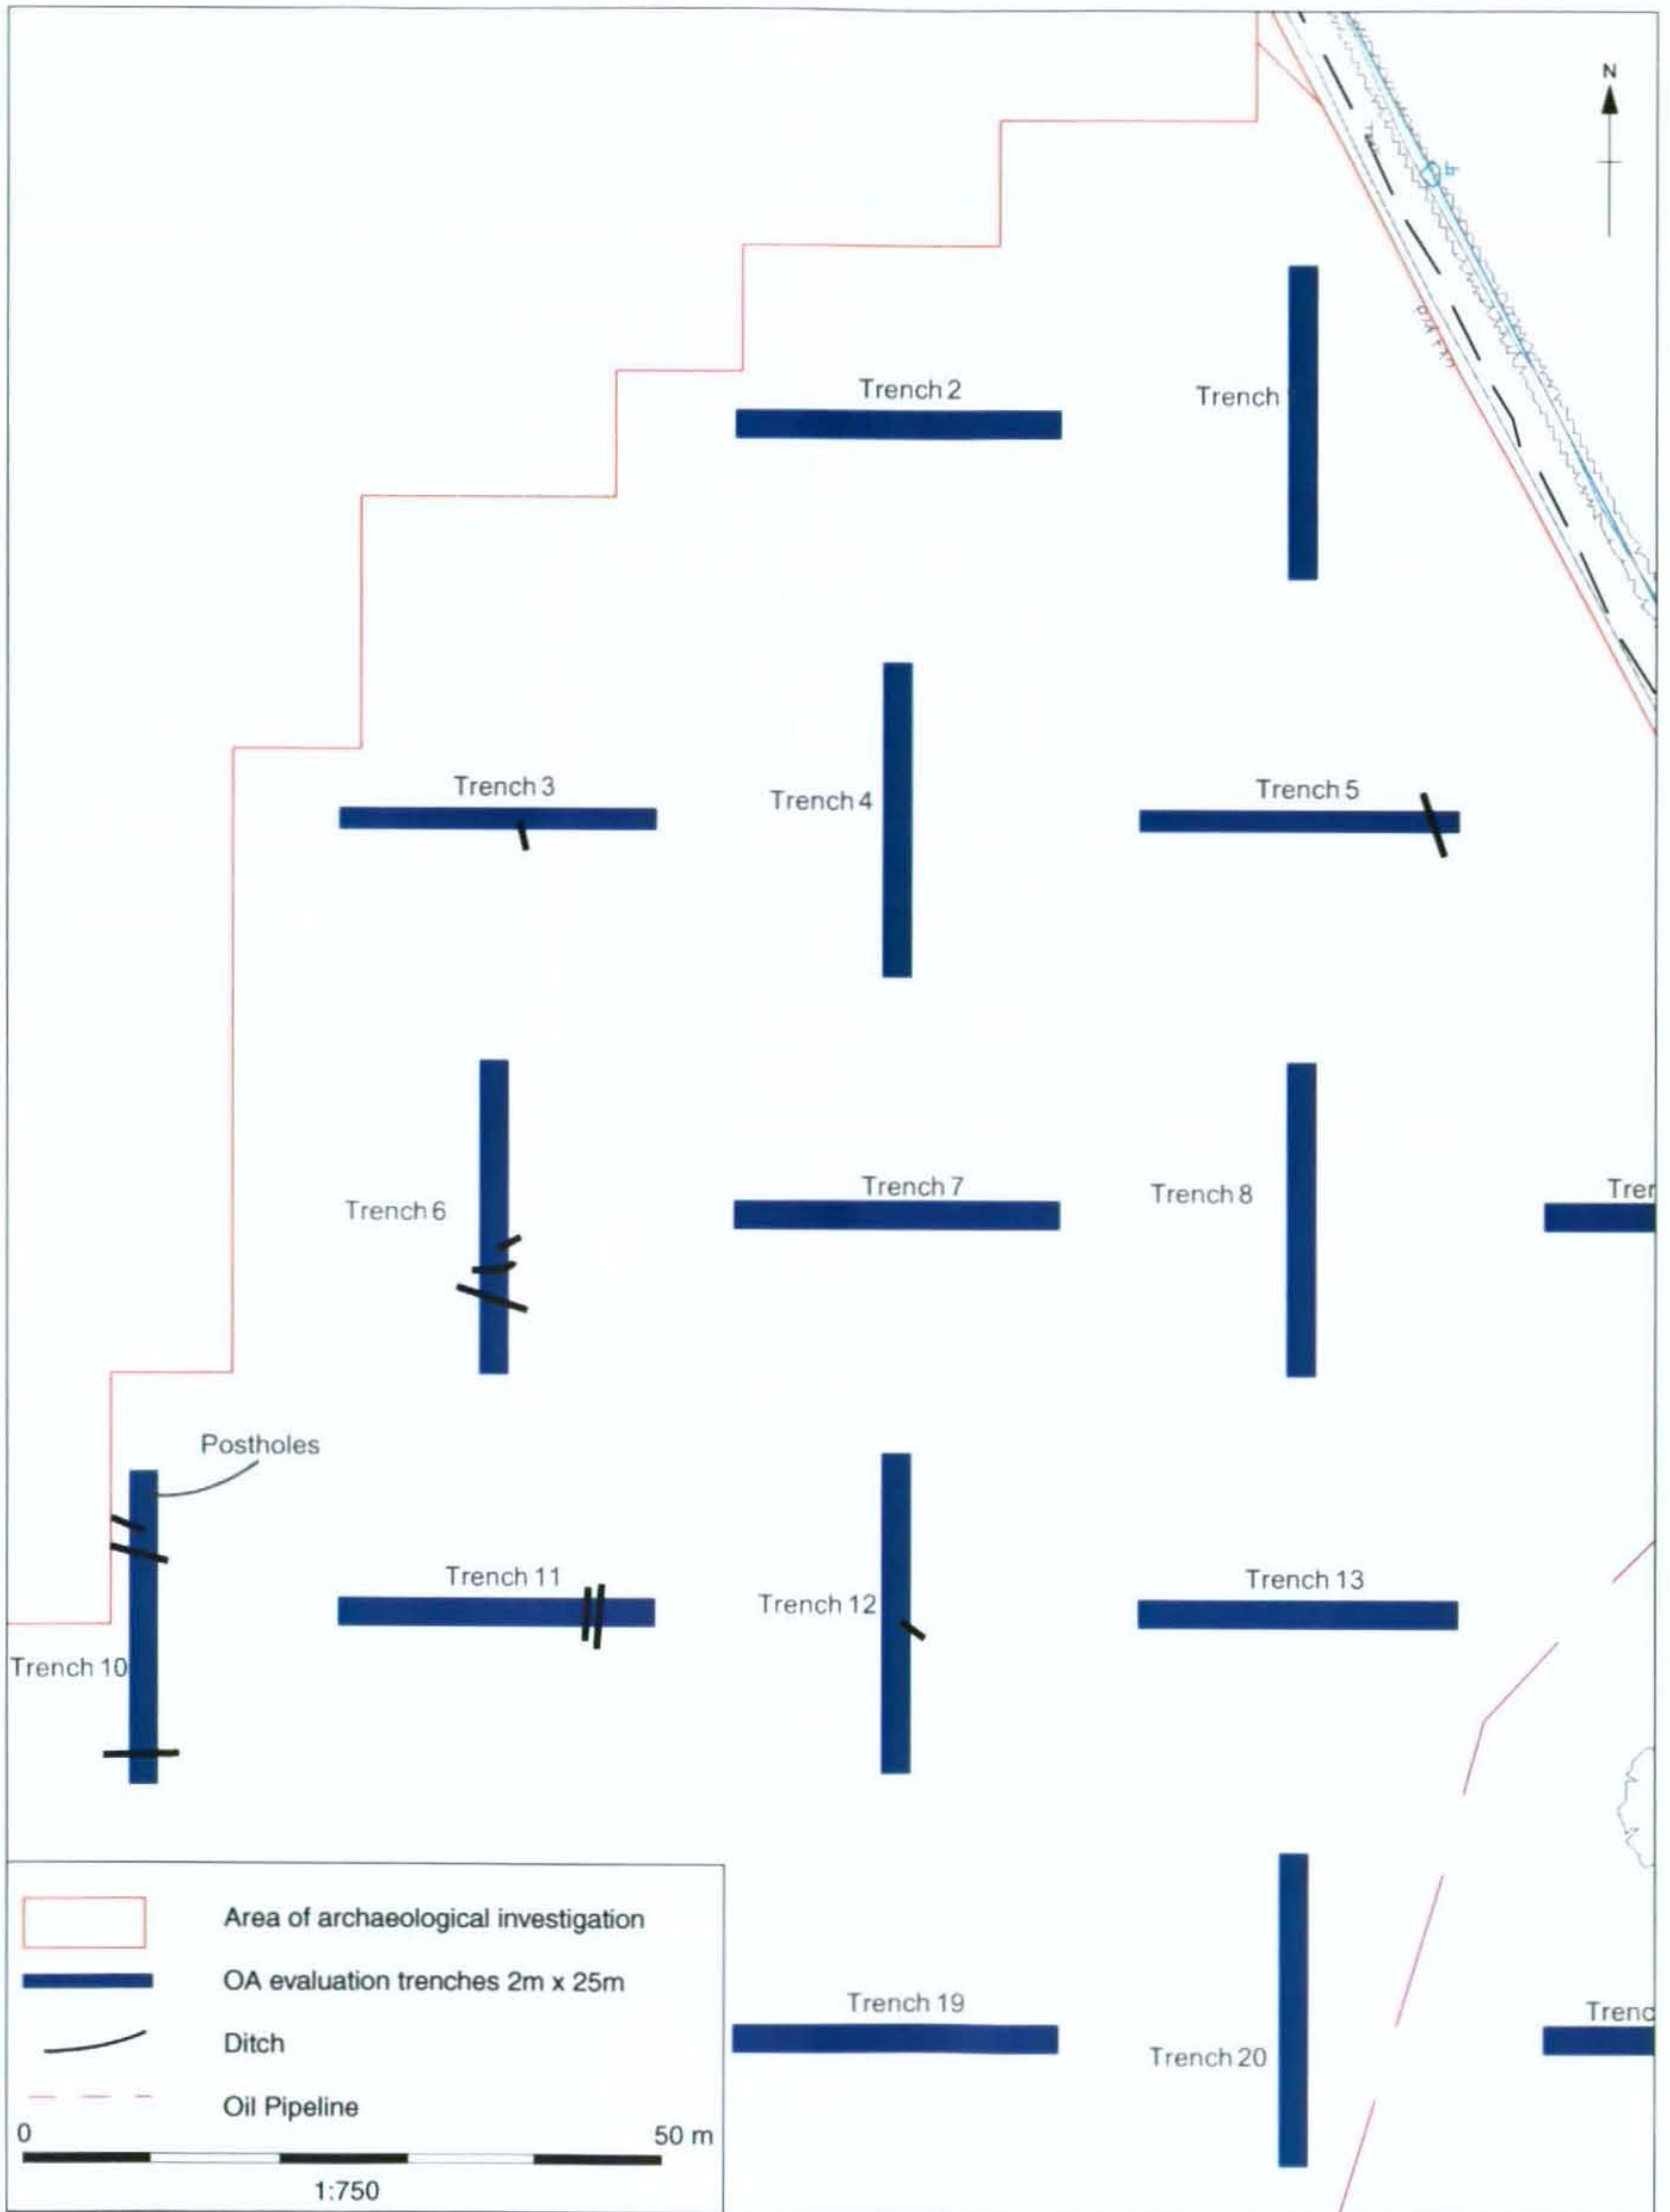 N
Trench 2
Trench
Trench 3
Trench 4
Trench 5
Trench 6
Trench 7
Trench 8
Tren
Postholes
Trench 10
Trench 11
Trench 12
Trench 13
Area of archaeological investigation
OA evaluation trenches 2m x 25m
Ditch
Oil Pipeline
0
50 m
1:750
Trench 19
Trench 20
Trenc